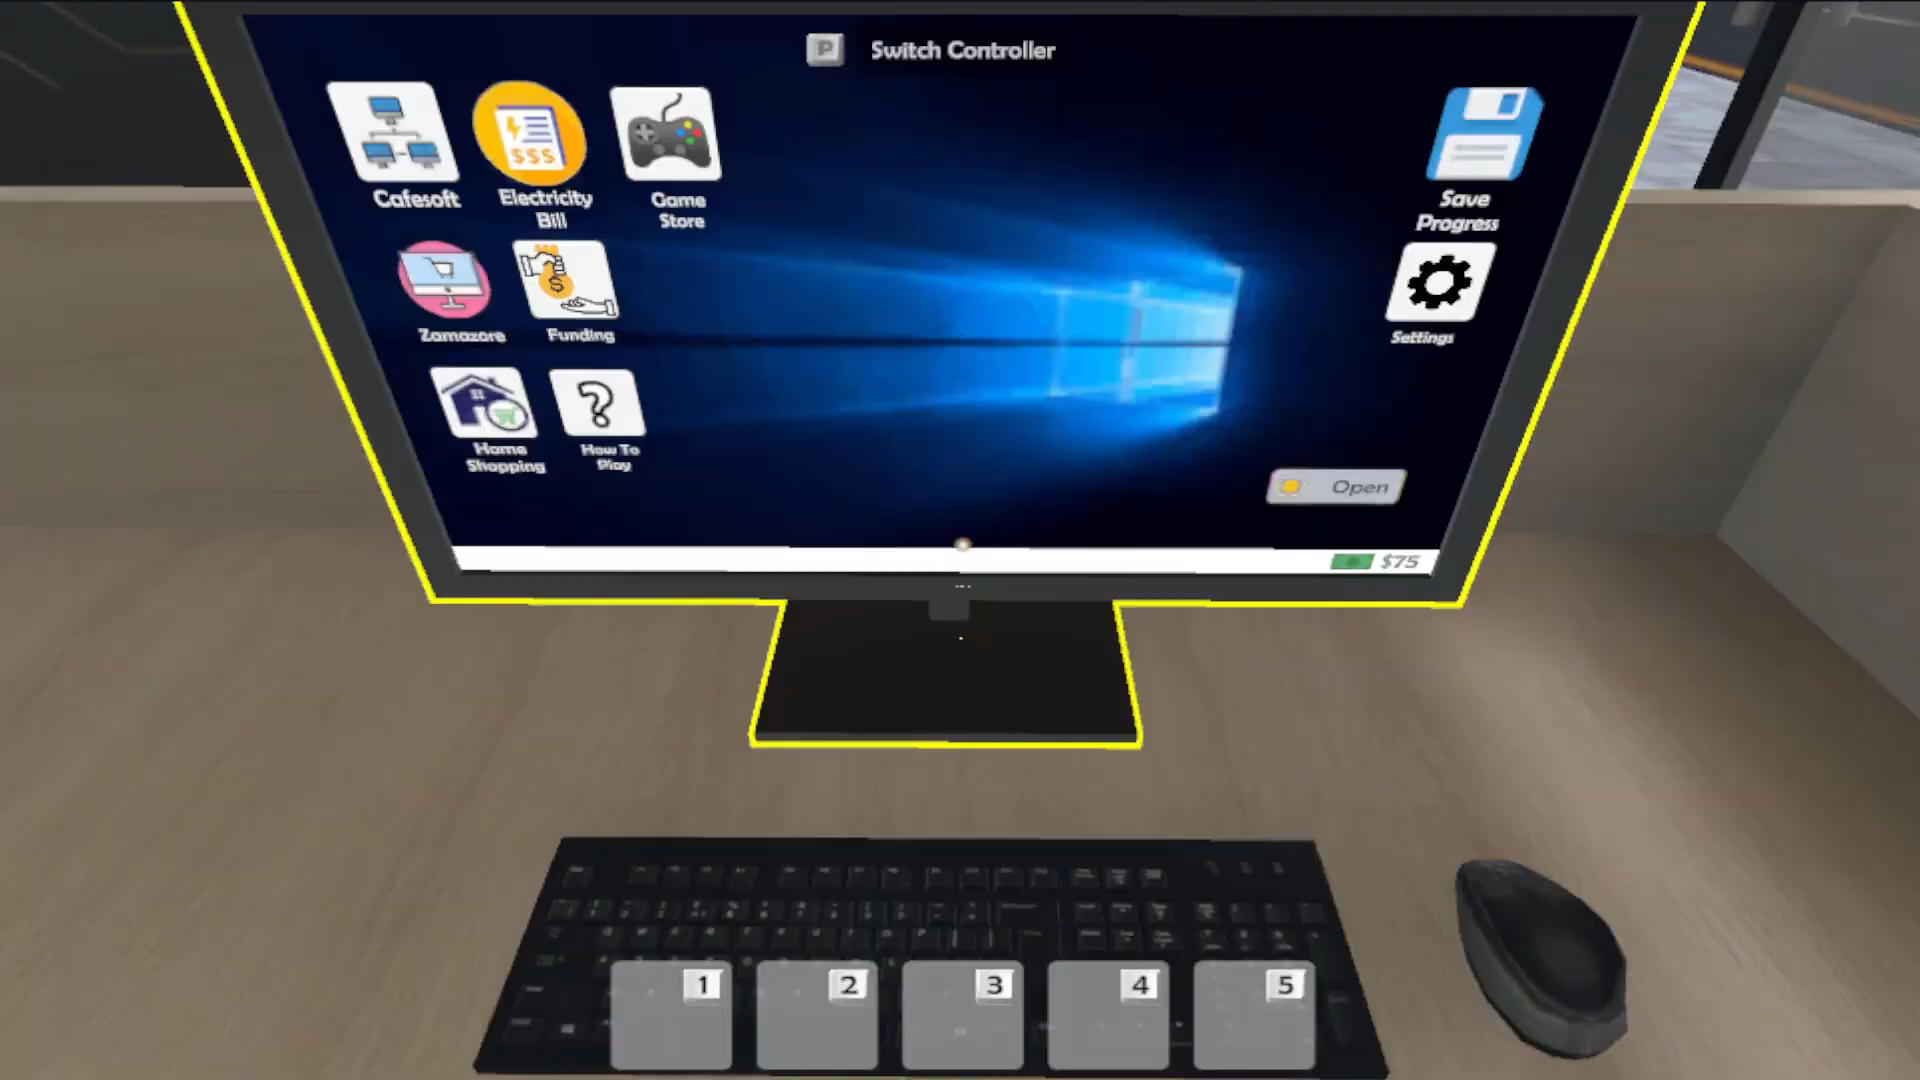 P Switch Controller
Cafesoft
Electricity
Bill
Game
Store
Save
Progress
$$$
Zamazore
Funding
Settings
Home
Shopping
How To
Play
Open
$75
1 2 3 4 5